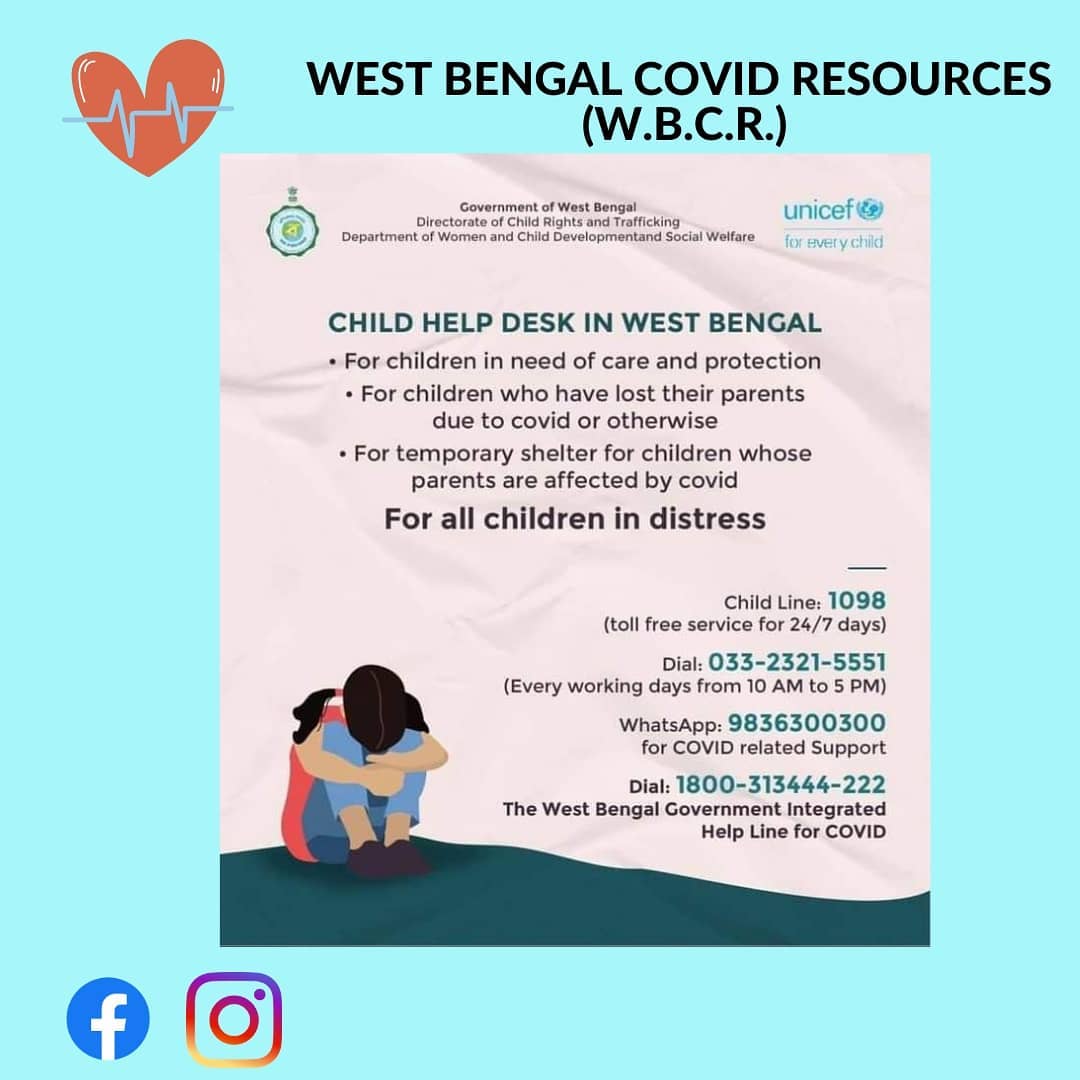 WEST BENGAL COVID RESOURCES
(W.B.C.R.)
Government of West Bengal
Directorate of Child Rights and Trafficking
Department of Women and Child Developmentand Social Welfare
unicef
for every child
CHILD HELP DESK IN WEST BENGAL
• For children in need of care and protection
• For children who have lost their parents
due to covid or otherwise
• For temporary shelter for children whose
parents are affected by covid
For all children in distress
Child Line: 1098
(toll free service for 24/7 days)
Dial: 033-2321-5551
(Every working days from 10 AM to 5 PM)
WhatsApp: 9836300300
for COVID related Support
Dial: 1800-313444-222
The West Bengal Government Integrated
Help Line for COVID